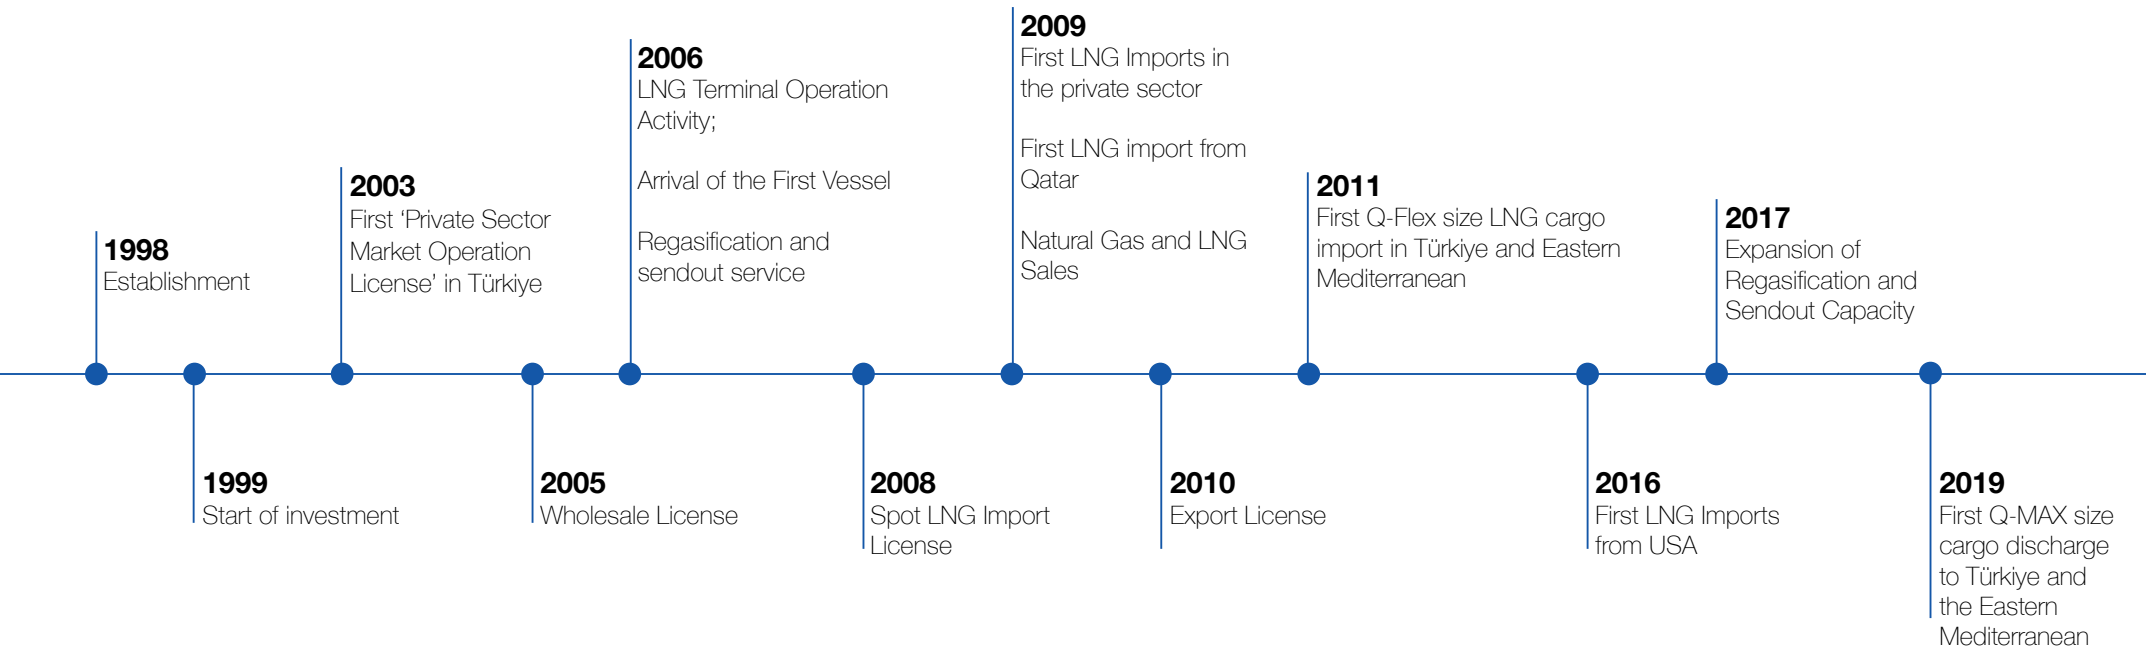 1998
Establishment
1999
Start of investment
2003
First ‘Private Sector
Market Operation
License’ in Türkiye
2005
Wholesale License
2006
LNG Terminal Operation
Activity;
Arrival of the First Vessel
Regasification and
sendout service
2008
Spot LNG Import
License
2009
First LNG Imports in
the private sector
First LNG import from
Qatar
Natural Gas and LNG
Sales
2010
Export License
2011
First Q-Flex size LNG cargo
import in Türkiye and Eastern
Mediterranean
2016
First LNG Imports
from USA
2017
Expansion of
Regasification and
Sendout Capacity
2019
First Q-MAX size
cargo discharge
to Türkiye and
the Eastern
Mediterranean